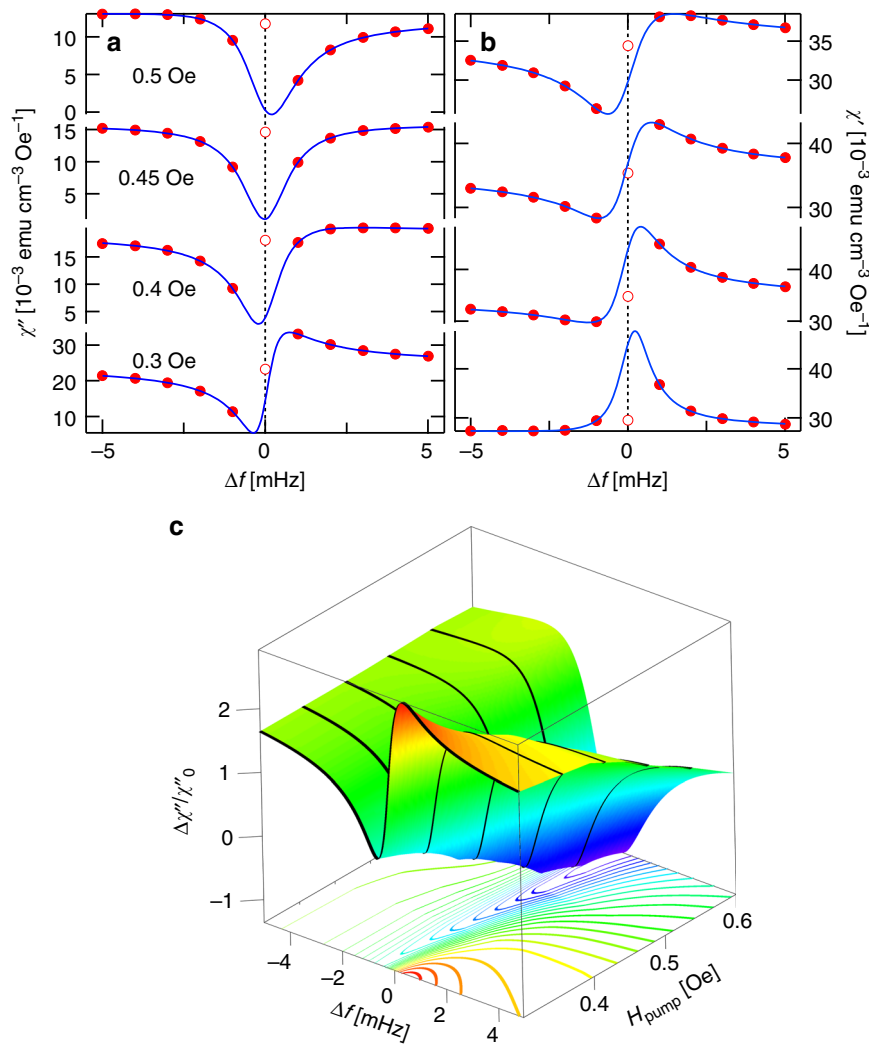 a
10
5
0
0.5 Oe
15
10
5
0.45 Oe
15
10
5
0.4 Oe
30
20
10
0.3 Oe
χ″ [10⁻³ emu cm⁻³ Oe⁻¹]
−5
0
5
Δf [mHz]
b
35
30
40
30
40
30
40
30
χ′ [10⁻³ emu cm⁻³ Oe⁻¹]
−5
0
5
Δf [mHz]
c
2
1
0
−1
Δχ″/χ″₀
−4
−2
0
2
4
Δf [mHz]
0.4
0.5
0.6
Hpump [Oe]